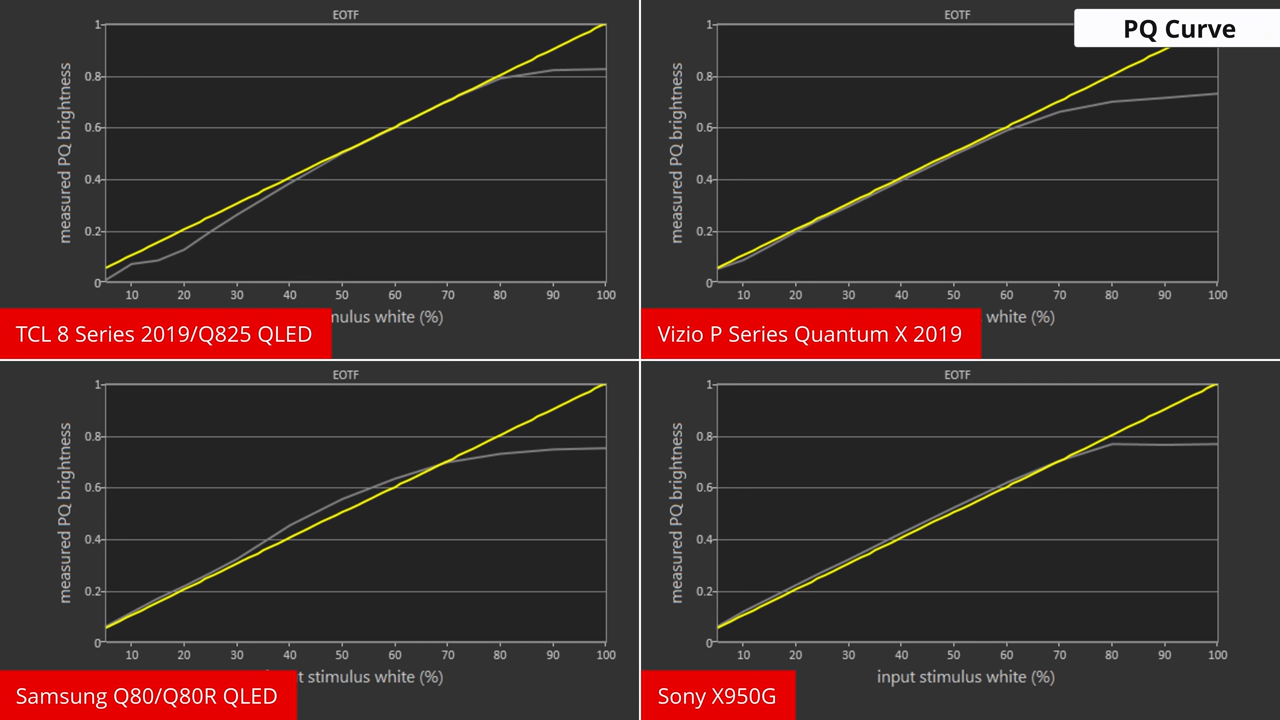 EOTF
1
0.8
0.6
0.4
0.2
0
measured PQ brightness
10 20 30 40 50 60 70 80 90 100
mulus white (%)
TCL 8 Series 2019/Q825 QLED
EOTF
PQ Curve
1
0.8
0.6
0.4
0.2
0
measured PQ brightness
10 20 30 40 50 60 70 80 90 100
white (%)
Vizio P Series Quantum X 2019
EOTF
1
0.8
0.6
0.4
0.2
0
measured PQ brightness
10 20 30 40 50 60 70 80 90 100
t stimulus white (%)
Samsung Q80/Q80R QLED
EOTF
1
0.8
0.6
0.4
0.2
0
measured PQ brightness
10 20 30 40 50 60 70 80 90 100
input stimulus white (%)
Sony X950G